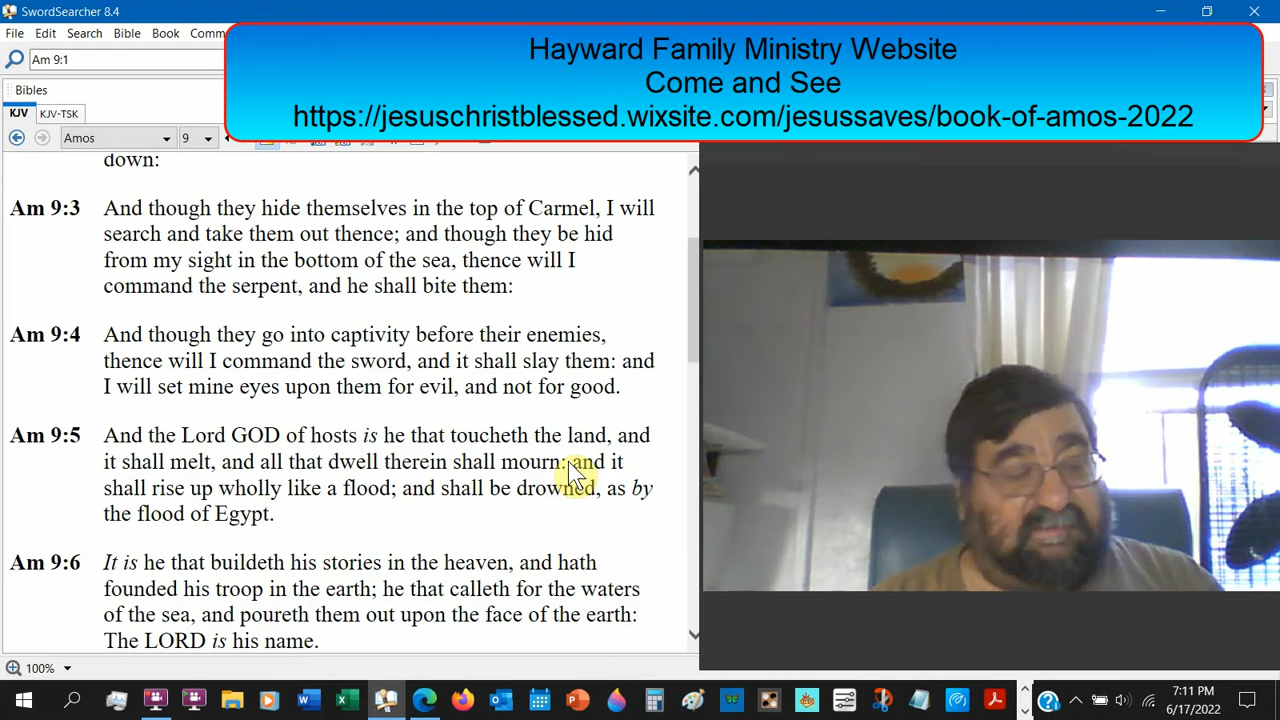 SwordSearcher 8.4
File Edit Search Bible Book Comm
Am 9:1
Hayward Family Ministry Website
Come and See
https://jesuschristblessed.wixsite.com/jesussaves/book-of-amos-2022
Bibles
KJV KJV-TSK
Amos 9
down:
Am 9:3 And though they hide themselves in the top of Carmel, I will
search and take them out thence; and though they be hid
from my sight in the bottom of the sea, thence will I
command the serpent, and he shall bite them:
Am 9:4 And though they go into captivity before their enemies,
thence will I command the sword, and it shall slay them: and
I will set mine eyes upon them for evil, and not for good.
Am 9:5 And the Lord GOD of hosts is he that toucheth the land, and
it shall melt, and all that dwell therein shall mourn: and it
shall rise up wholly like a flood; and shall be drowned, as by
the flood of Egypt.
Am 9:6 It is he that buildeth his stories in the heaven, and hath
founded his troop in the earth; he that calleth for the waters
of the sea, and poureth them out upon the face of the earth:
The LORD is his name.
100%
7:11 PM
6/17/2022